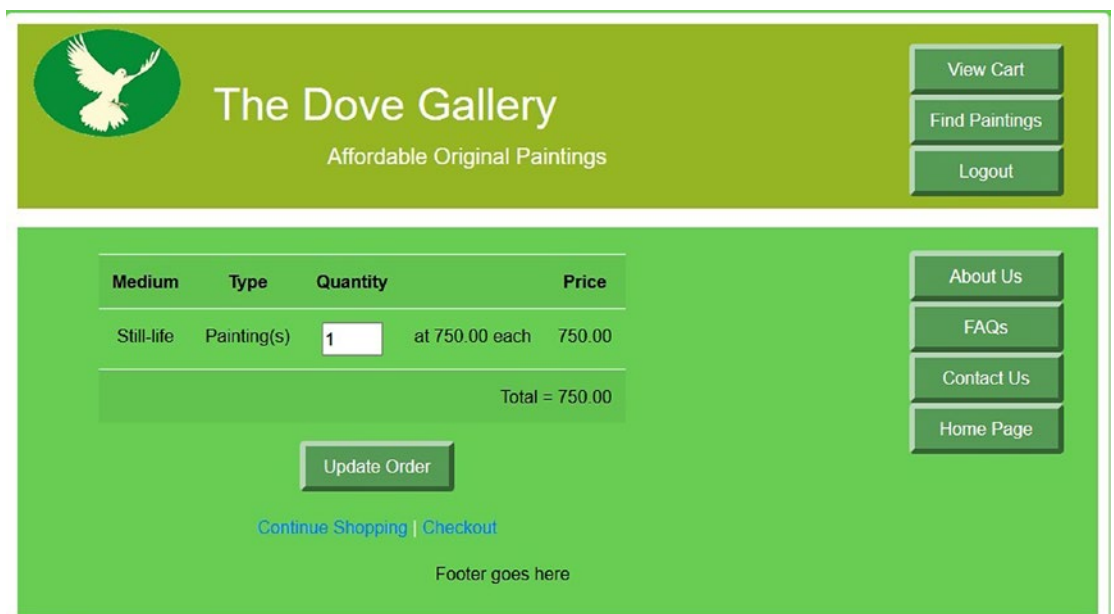 The Dove Gallery
Affordable Original Paintings
View Cart
Find Paintings
Logout
Medium Type Quantity Price
Still-life Painting(s) 1 at 750.00 each 750.00
Total = 750.00
Update Order
Continue Shopping | Checkout
Footer goes here
About Us
FAQs
Contact Us
Home Page